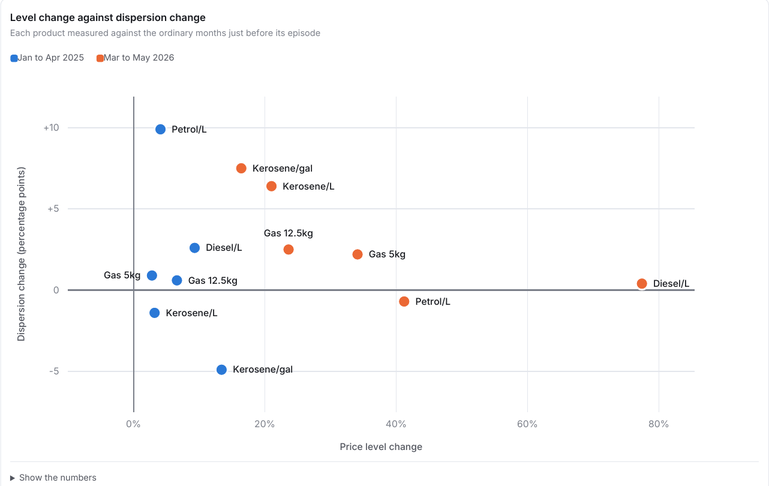 Level change against dispersion change
Each product measured against the ordinary months just before its episode
Jan to Apr 2025 Mar to May 2026
+10
Petrol/L
Kerosene/gal
Kerosene/L
+5
Gas 12.5kg
Diesel/L
Gas 5kg
Gas 5kg
Gas 12.5kg
Diesel/L
0
Petrol/L
Kerosene/L
-5
Kerosene/gal
Dispersion change (percentage points)
0% 20% 40% 60% 80%
Price level change
▶ Show the numbers